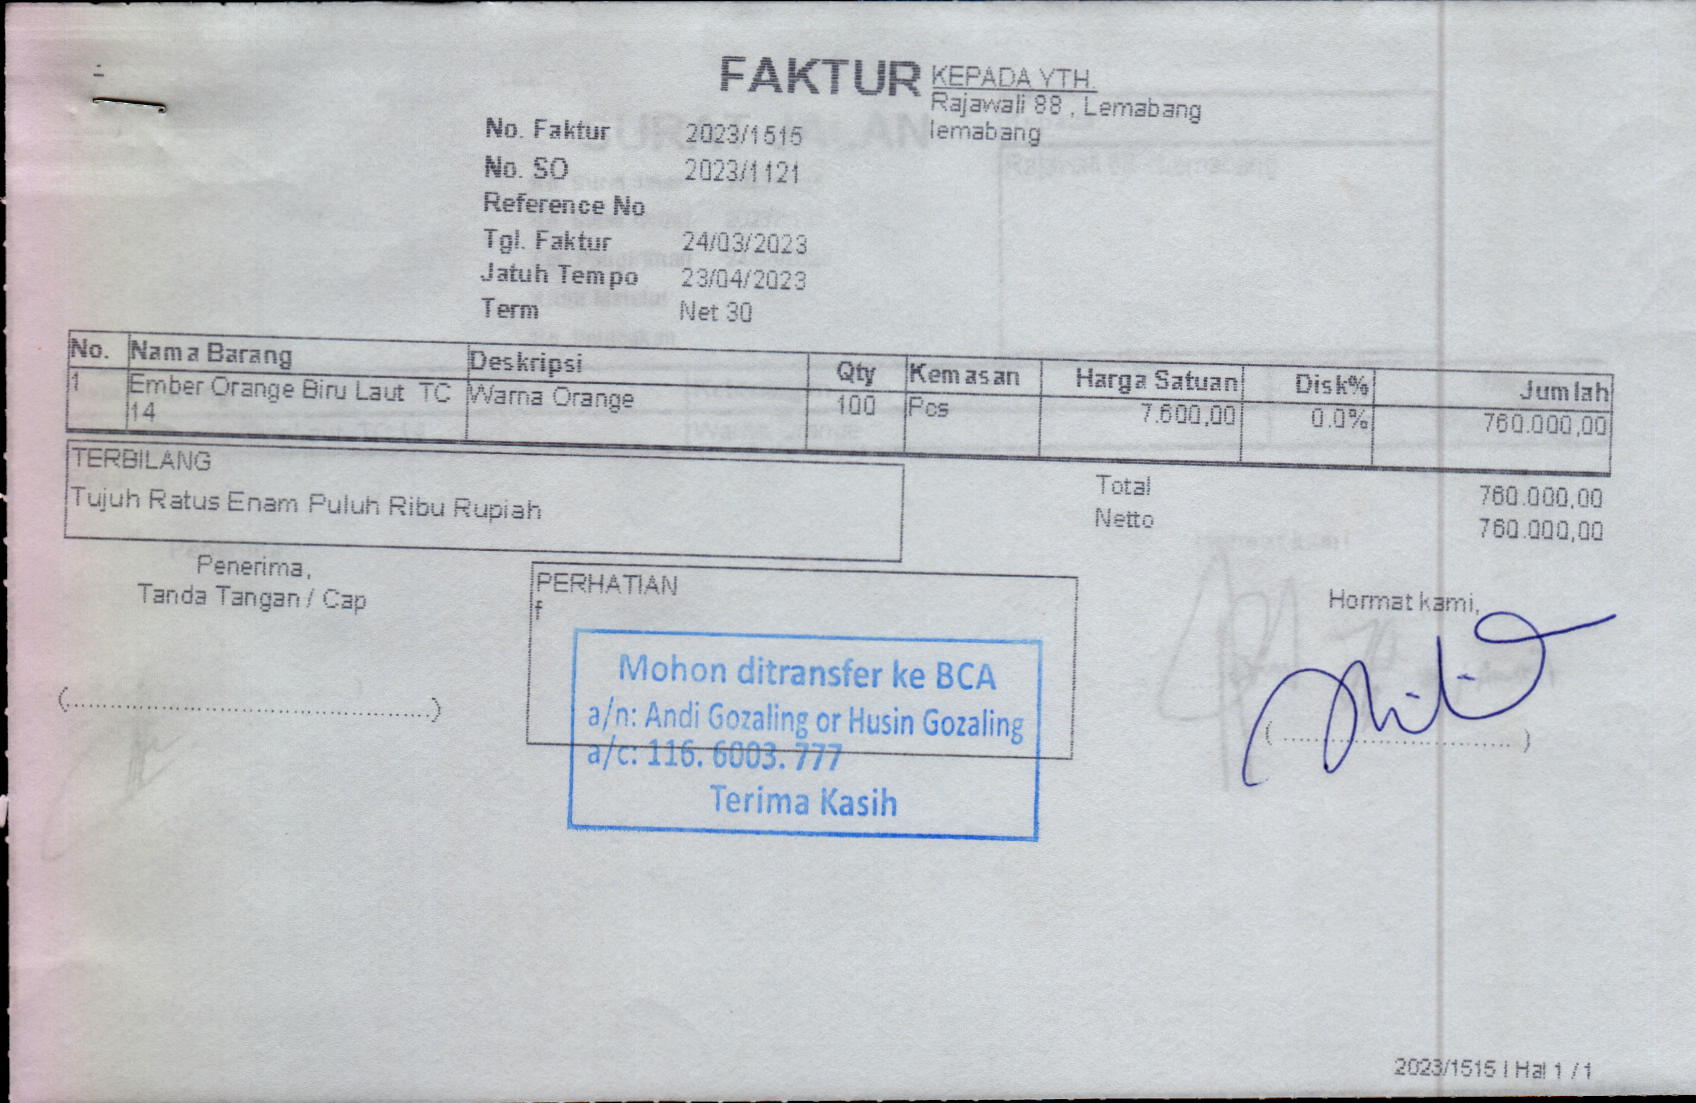 FAKTUR
KEPADA YTH.
Rajawali 88 , Lemabang
lemabang
No. Faktur 2023/1515
No. SO 2023/1121
Reference No
Tgl. Faktur 24/03/2023
Jatuh Tempo 23/04/2023
Term Net 30
No. Nama Barang Deskripsi Qty Kemasan Harga Satuan Disk% Jumlah
1 Ember Orange Biru Laut TC Warna Orange 100 Pcs 7.600,00 0.0% 760.000,00
14
TERBILANG
Tujuh Ratus Enam Puluh Ribu Rupiah
Total 760.000,00
Netto 760.000,00
Penerima,
Tanda Tangan / Cap
PERHATIAN
f
Hormat kami,
Mohon ditransfer ke BCA
a/n: Andi Gozaling or Husin Gozaling
a/c: 116. 6003. 777
Terima Kasih
2023/1515 | Hal 1 / 1